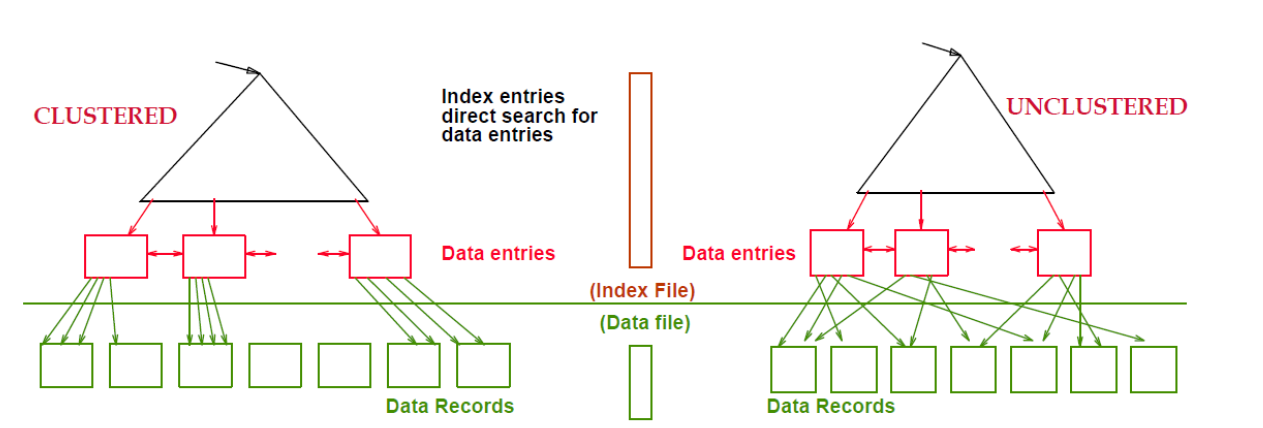 CLUSTERED
Index entries
direct search for
data entries
UNCLUSTERED
Data entries
Data entries
(Index File)
(Data file)
Data Records
Data Records